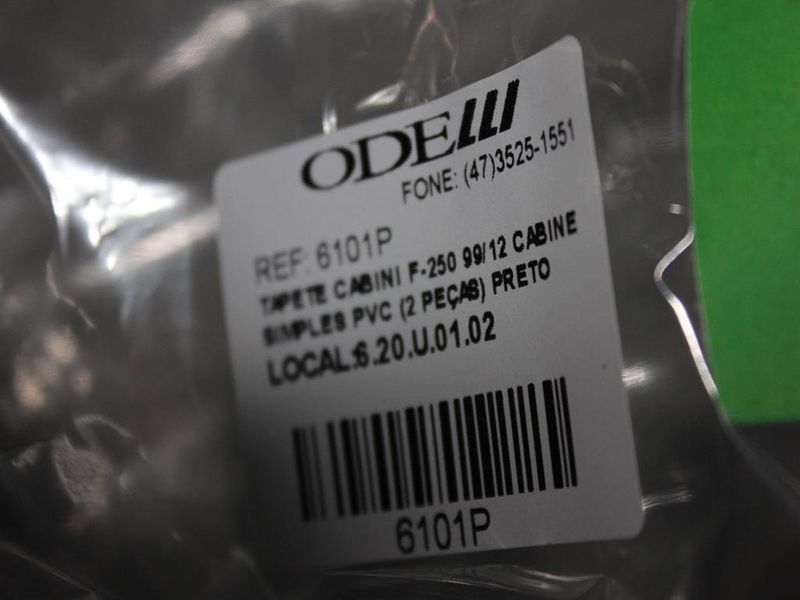 ODELLI
FONE: (47)3525-1551
REF: 6101P
TAPETE CABINI F-250 99/12 CABINE
SIMPLES PVC (2 PEÇAS) PRETO
LOCAL:6.20.U.01.02
6101P